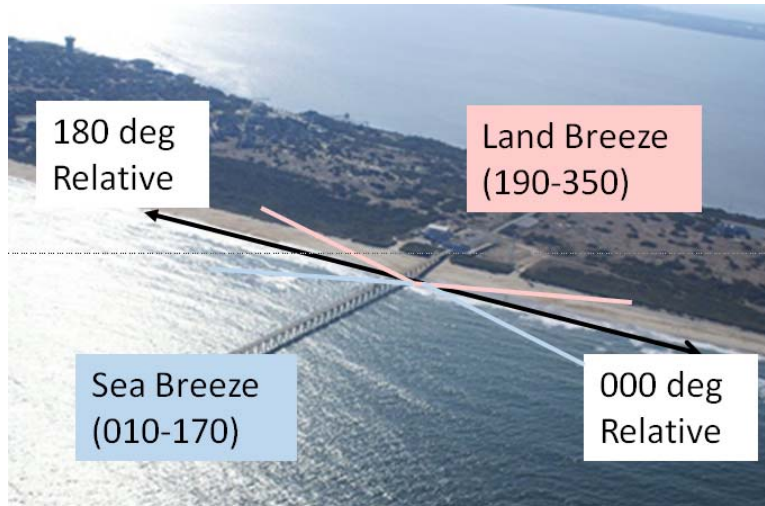 180 deg
Relative
Land Breeze
(190-350)
Sea Breeze
(010-170)
000 deg
Relative